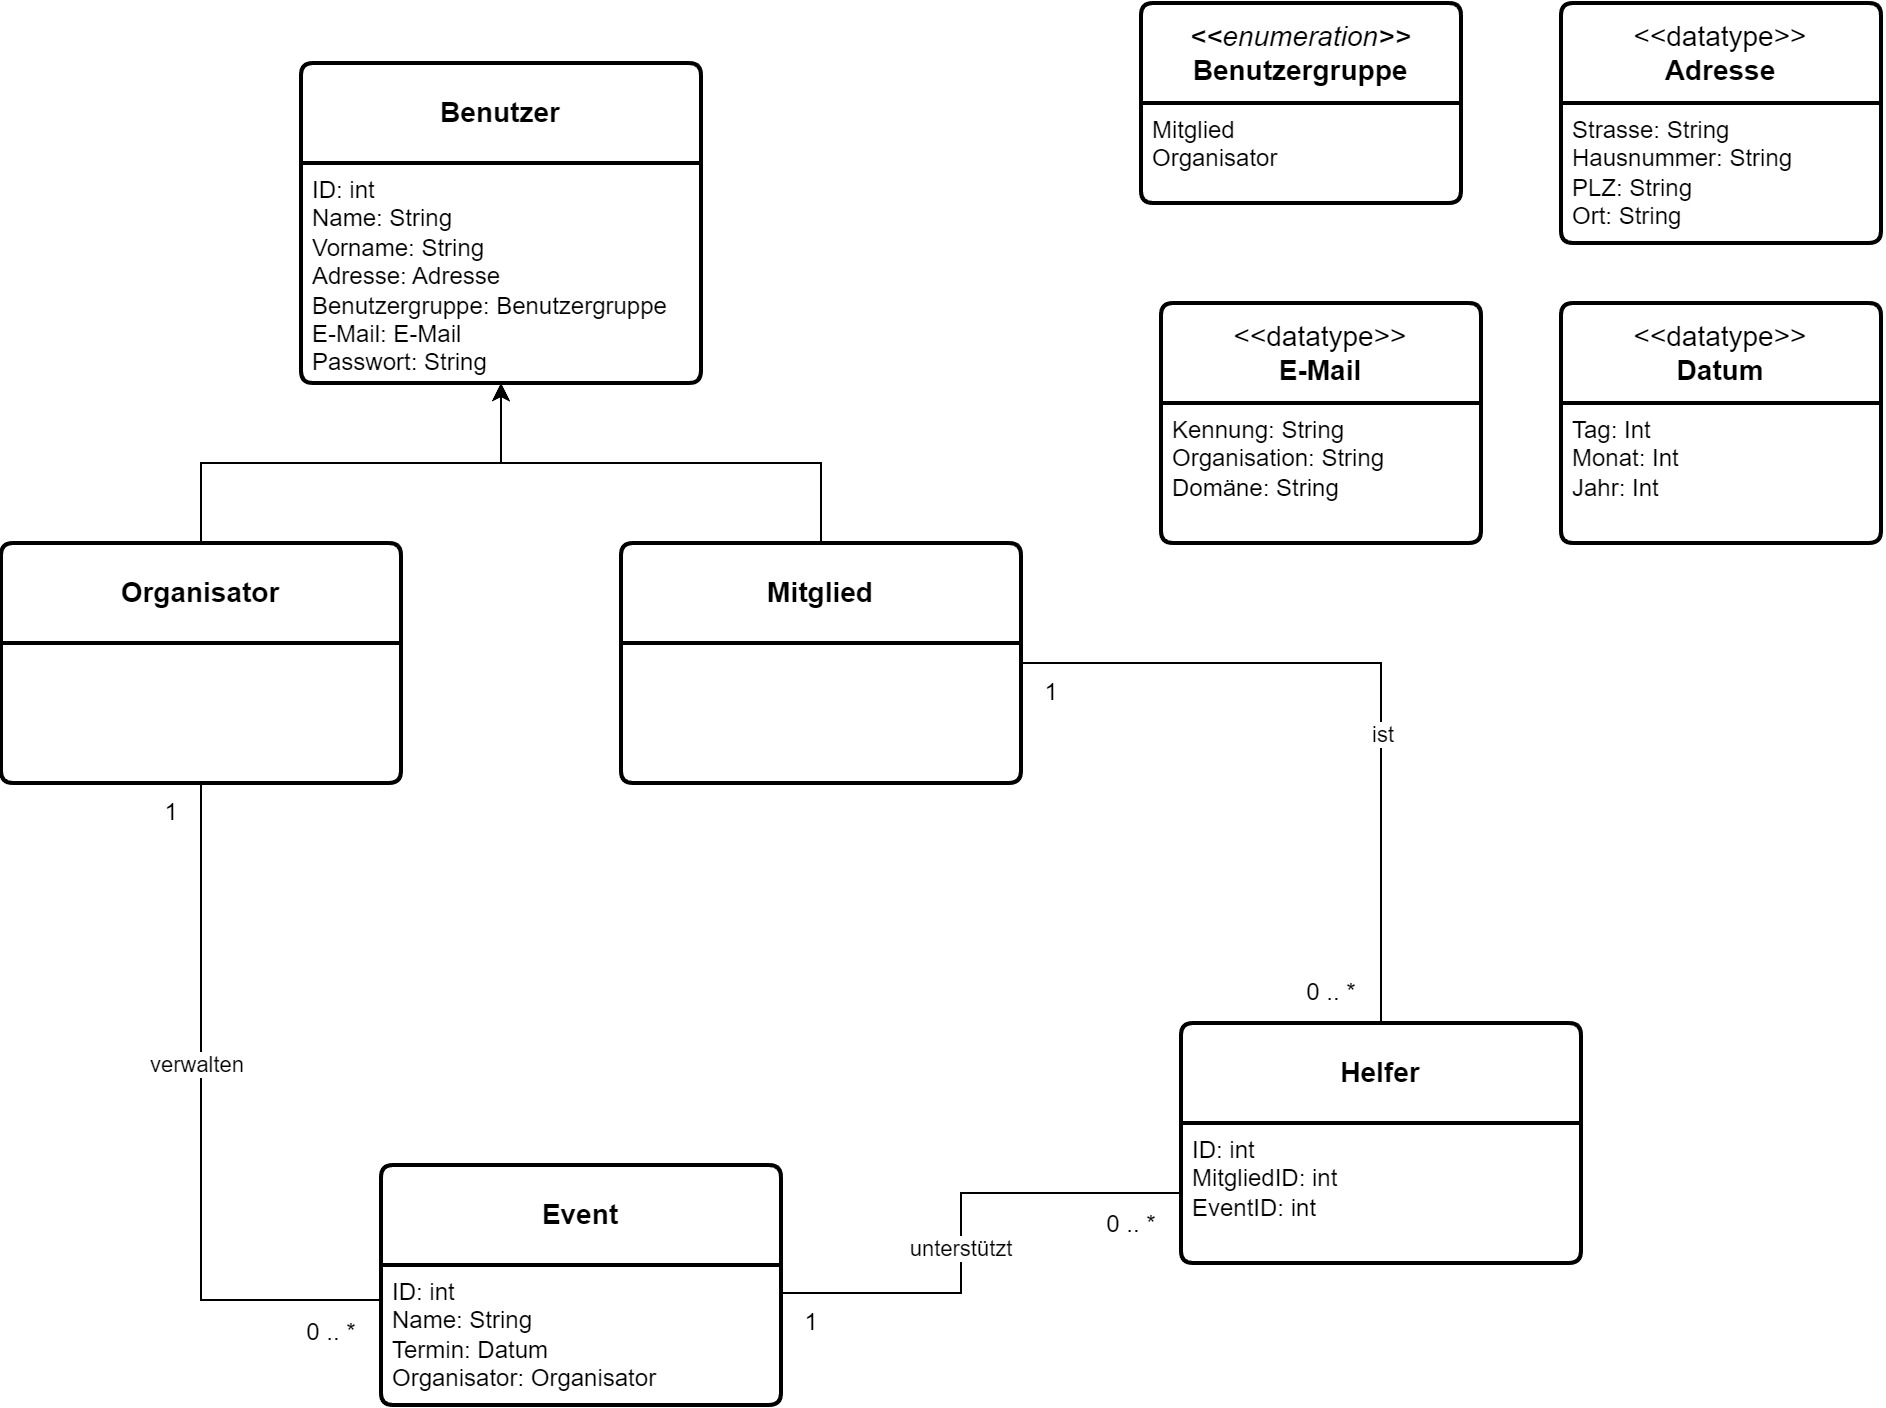 Benutzer
ID: int
Name: String
Vorname: String
Adresse: Adresse
Benutzergruppe: Benutzergruppe
E-Mail: E-Mail
Passwort: String
<<enumeration>>
Benutzergruppe
Mitglied
Organisator
<<datatype>>
Adresse
Strasse: String
Hausnummer: String
PLZ: String
Ort: String
<<datatype>>
E-Mail
Kennung: String
Organisation: String
Domäne: String
<<datatype>>
Datum
Tag: Int
Monat: Int
Jahr: Int
Organisator
Mitglied
1
ist
1
0 .. *
verwalten
Helfer
ID: int
MitgliedID: int
EventID: int
0 .. *
unterstützt
1
Event
ID: int
Name: String
Termin: Datum
Organisator: Organisator
0 .. *